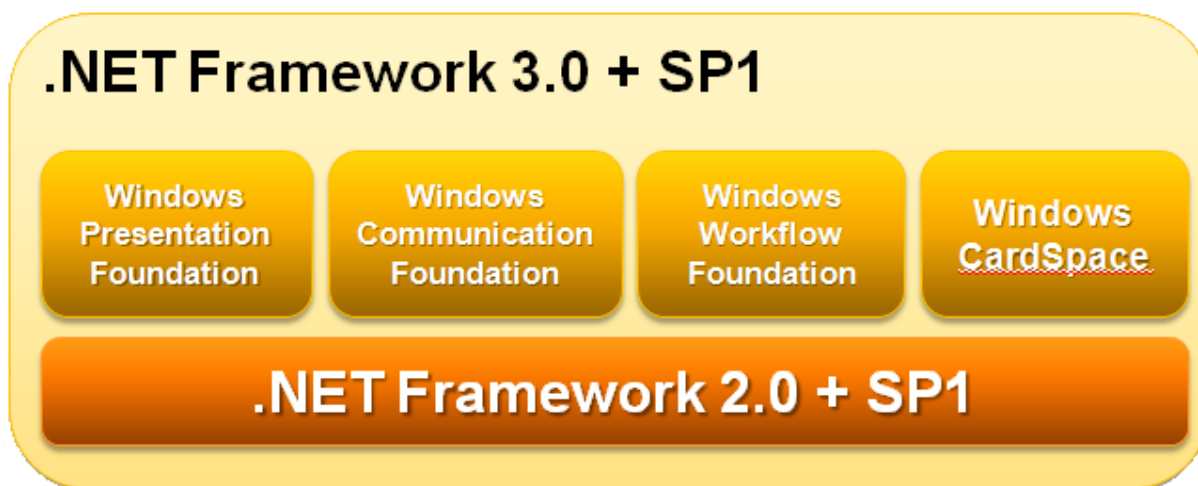 .NET Framework 3.0 + SP1
Windows
Presentation
Foundation
Windows
Communication
Foundation
Windows
Workflow
Foundation
Windows
CardSpace
.NET Framework 2.0 + SP1